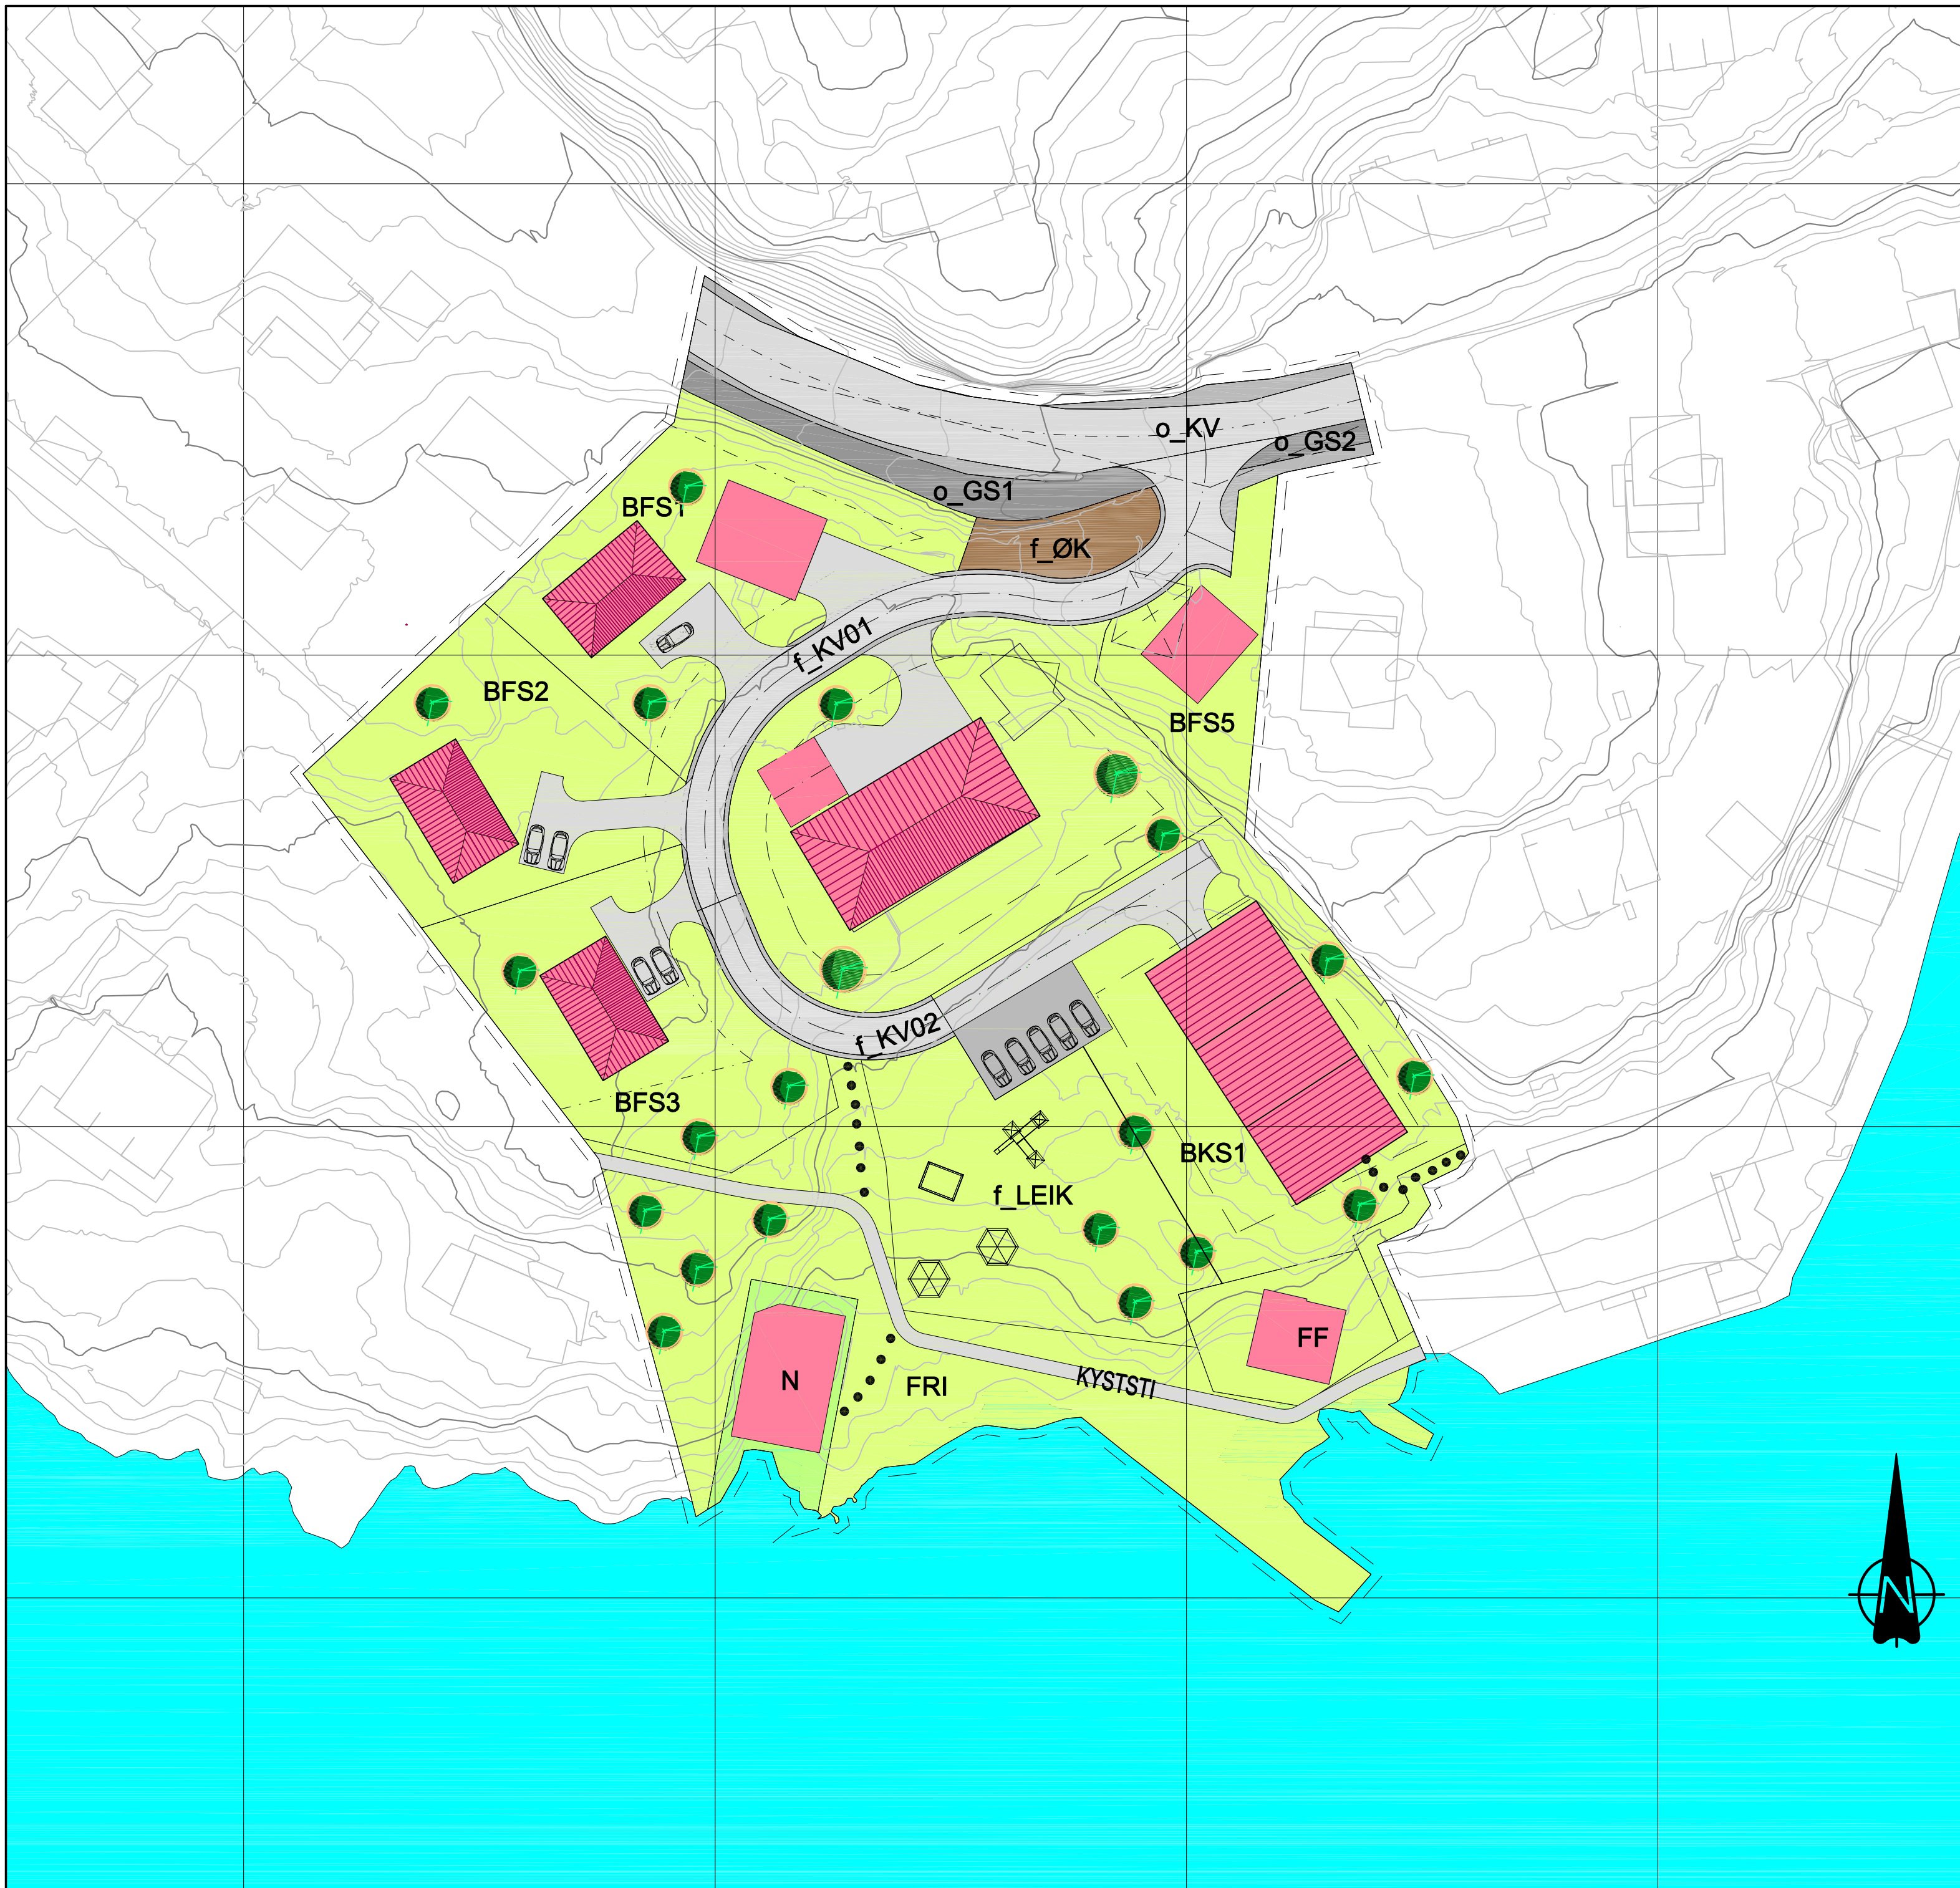 o_KV
o_GS2
o_GS1
BFS1
f_ØK
f_KV01
BFS2
BFS5
f_KV02
BFS3
BKS1
f_LEIK
FF
N
FRI
KYSTSTI
N